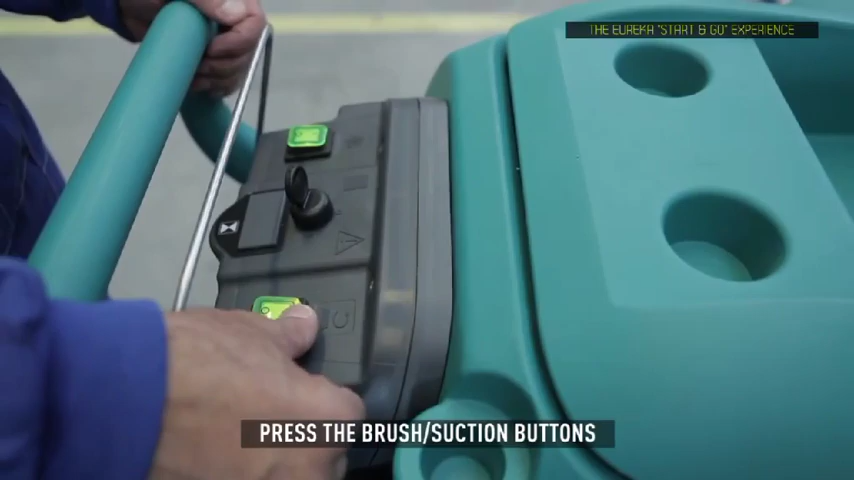 THE EUREKA "START & GO" EXPERIENCE
PRESS THE BRUSH/SUCTION BUTTONS